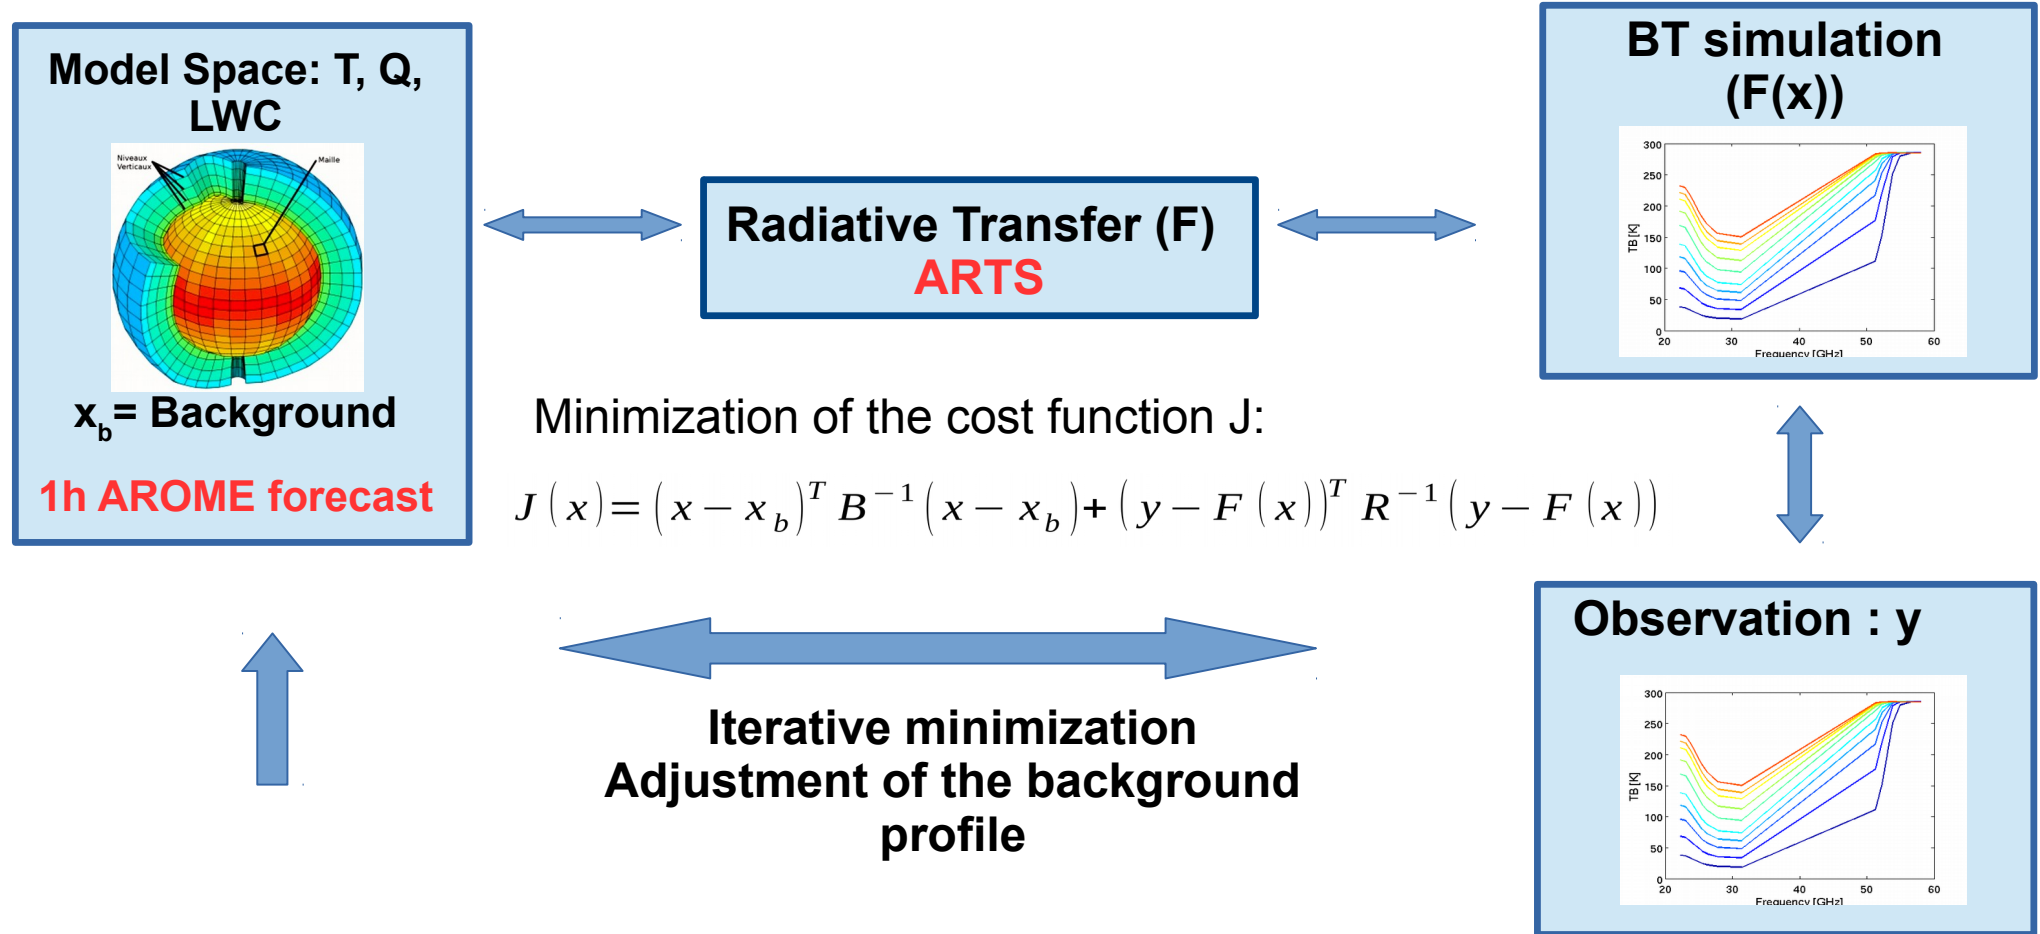 Model Space: T, Q,
LWC
Niveaux
Verticaux
Maille
x_b = Background
1h AROME forecast
Radiative Transfer (F)
ARTS
BT simulation
(F(x))
300
250
200
150
100
50
0
TB [K]
20 30 40 50 60
Frequency [GHz]
Minimization of the cost function J:
J(x)=(x−x_b)^T B^−1(x−x_b)+(y−F(x))^T R^−1(y−F(x))
Iterative minimization
Adjustment of the background
profile
Observation : y
300
250
200
150
100
50
0
TB [K]
20 30 40 50 60
Frequency [GHz]